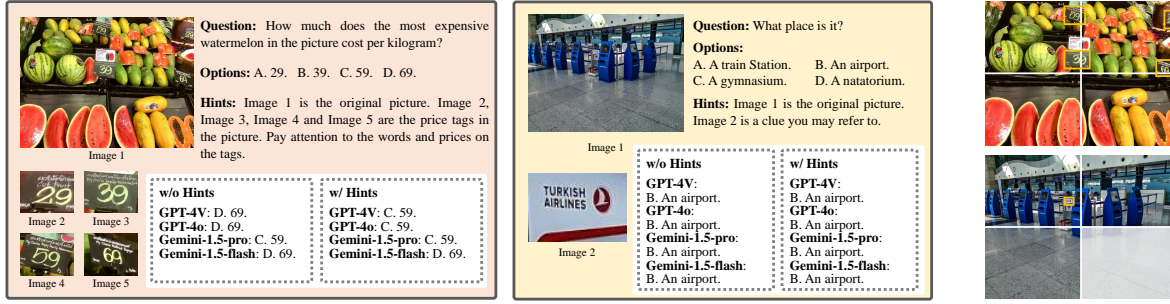 Question: How much does the most expensive
watermelon in the picture cost per kilogram?
Options: A. 29. B. 39. C. 59. D. 69.
Hints: Image 1 is the original picture. Image 2,
Image 3, Image 4 and Image 5 are the price tags in
the picture. Pay attention to the words and prices on
the tags.
Image 1
29
Image 2
39
Image 3
59
Image 4
69
Image 5
w/o Hints
GPT-4V: D. 69.
GPT-4o: D. 69.
Gemini-1.5-pro: C. 59.
Gemini-1.5-flash: D. 69.
w/ Hints
GPT-4V: C. 59.
GPT-4o: C. 59.
Gemini-1.5-pro: C. 59.
Gemini-1.5-flash: D. 69.
Question: What place is it?
Options:
A. A train Station. B. An airport.
C. A gymnasium. D. A natatorium.
Hints: Image 1 is the original picture.
Image 2 is a clue you may refer to.
Image 1
TURKISH
AIRLINES
Image 2
w/o Hints
GPT-4V:
B. An airport.
GPT-4o:
B. An airport.
Gemini-1.5-pro:
B. An airport.
Gemini-1.5-flash:
B. An airport.
w/ Hints
GPT-4V:
B. An airport.
GPT-4o:
B. An airport.
Gemini-1.5-pro:
B. An airport.
Gemini-1.5-flash:
B. An airport.
39